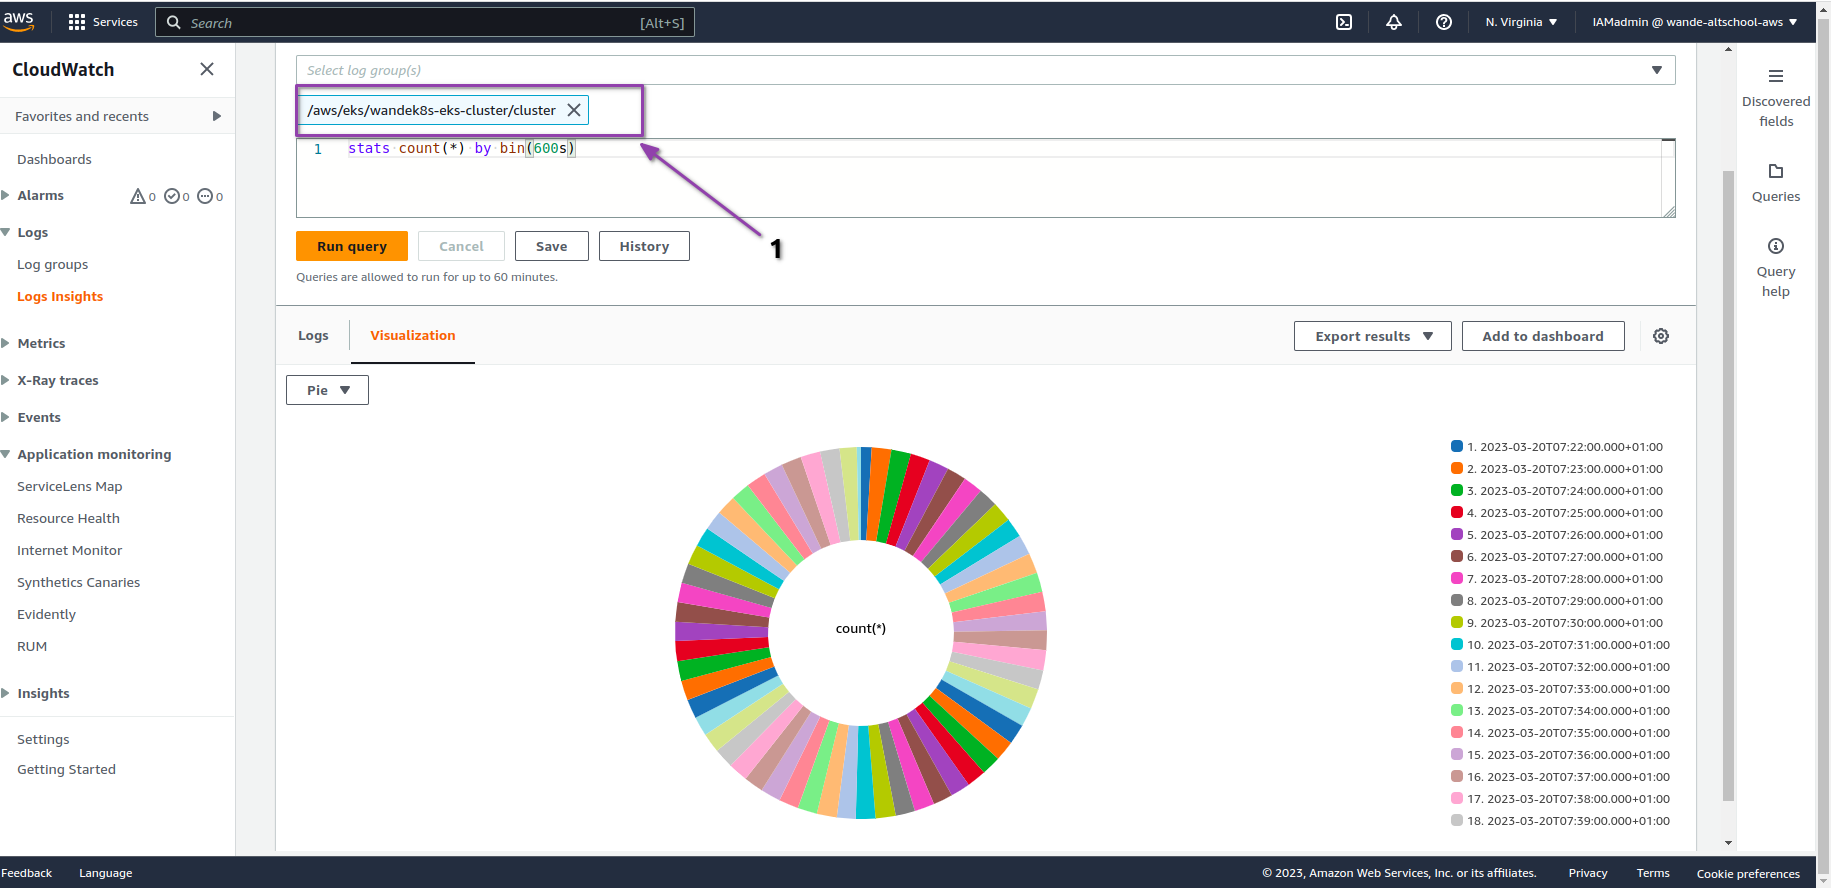 aws
Services
Search
[Alt+S]
N. Virginia
IAMadmin @ wande-altschool-aws
CloudWatch
Favorites and recents
Dashboards
Alarms
0
0
0
Logs
Log groups
Logs Insights
Metrics
X-Ray traces
Events
Application monitoring
ServiceLens Map
Resource Health
Internet Monitor
Synthetics Canaries
Evidently
RUM
Insights
Settings
Getting Started
Select log group(s)
/aws/eks/wandek8s-eks-cluster/cluster
1 stats count(*) by bin(600s)
1
Run query
Cancel
Save
History
Queries are allowed to run for up to 60 minutes.
Logs
Visualization
Export results
Add to dashboard
Pie
count(*)
1. 2023-03-20T07:22:00.000+01:00
2. 2023-03-20T07:23:00.000+01:00
3. 2023-03-20T07:24:00.000+01:00
4. 2023-03-20T07:25:00.000+01:00
5. 2023-03-20T07:26:00.000+01:00
6. 2023-03-20T07:27:00.000+01:00
7. 2023-03-20T07:28:00.000+01:00
8. 2023-03-20T07:29:00.000+01:00
9. 2023-03-20T07:30:00.000+01:00
10. 2023-03-20T07:31:00.000+01:00
11. 2023-03-20T07:32:00.000+01:00
12. 2023-03-20T07:33:00.000+01:00
13. 2023-03-20T07:34:00.000+01:00
14. 2023-03-20T07:35:00.000+01:00
15. 2023-03-20T07:36:00.000+01:00
16. 2023-03-20T07:37:00.000+01:00
17. 2023-03-20T07:38:00.000+01:00
18. 2023-03-20T07:39:00.000+01:00
Discovered
fields
Queries
Query
help
Feedback
Language
© 2023, Amazon Web Services, Inc. or its affiliates.
Privacy
Terms
Cookie preferences